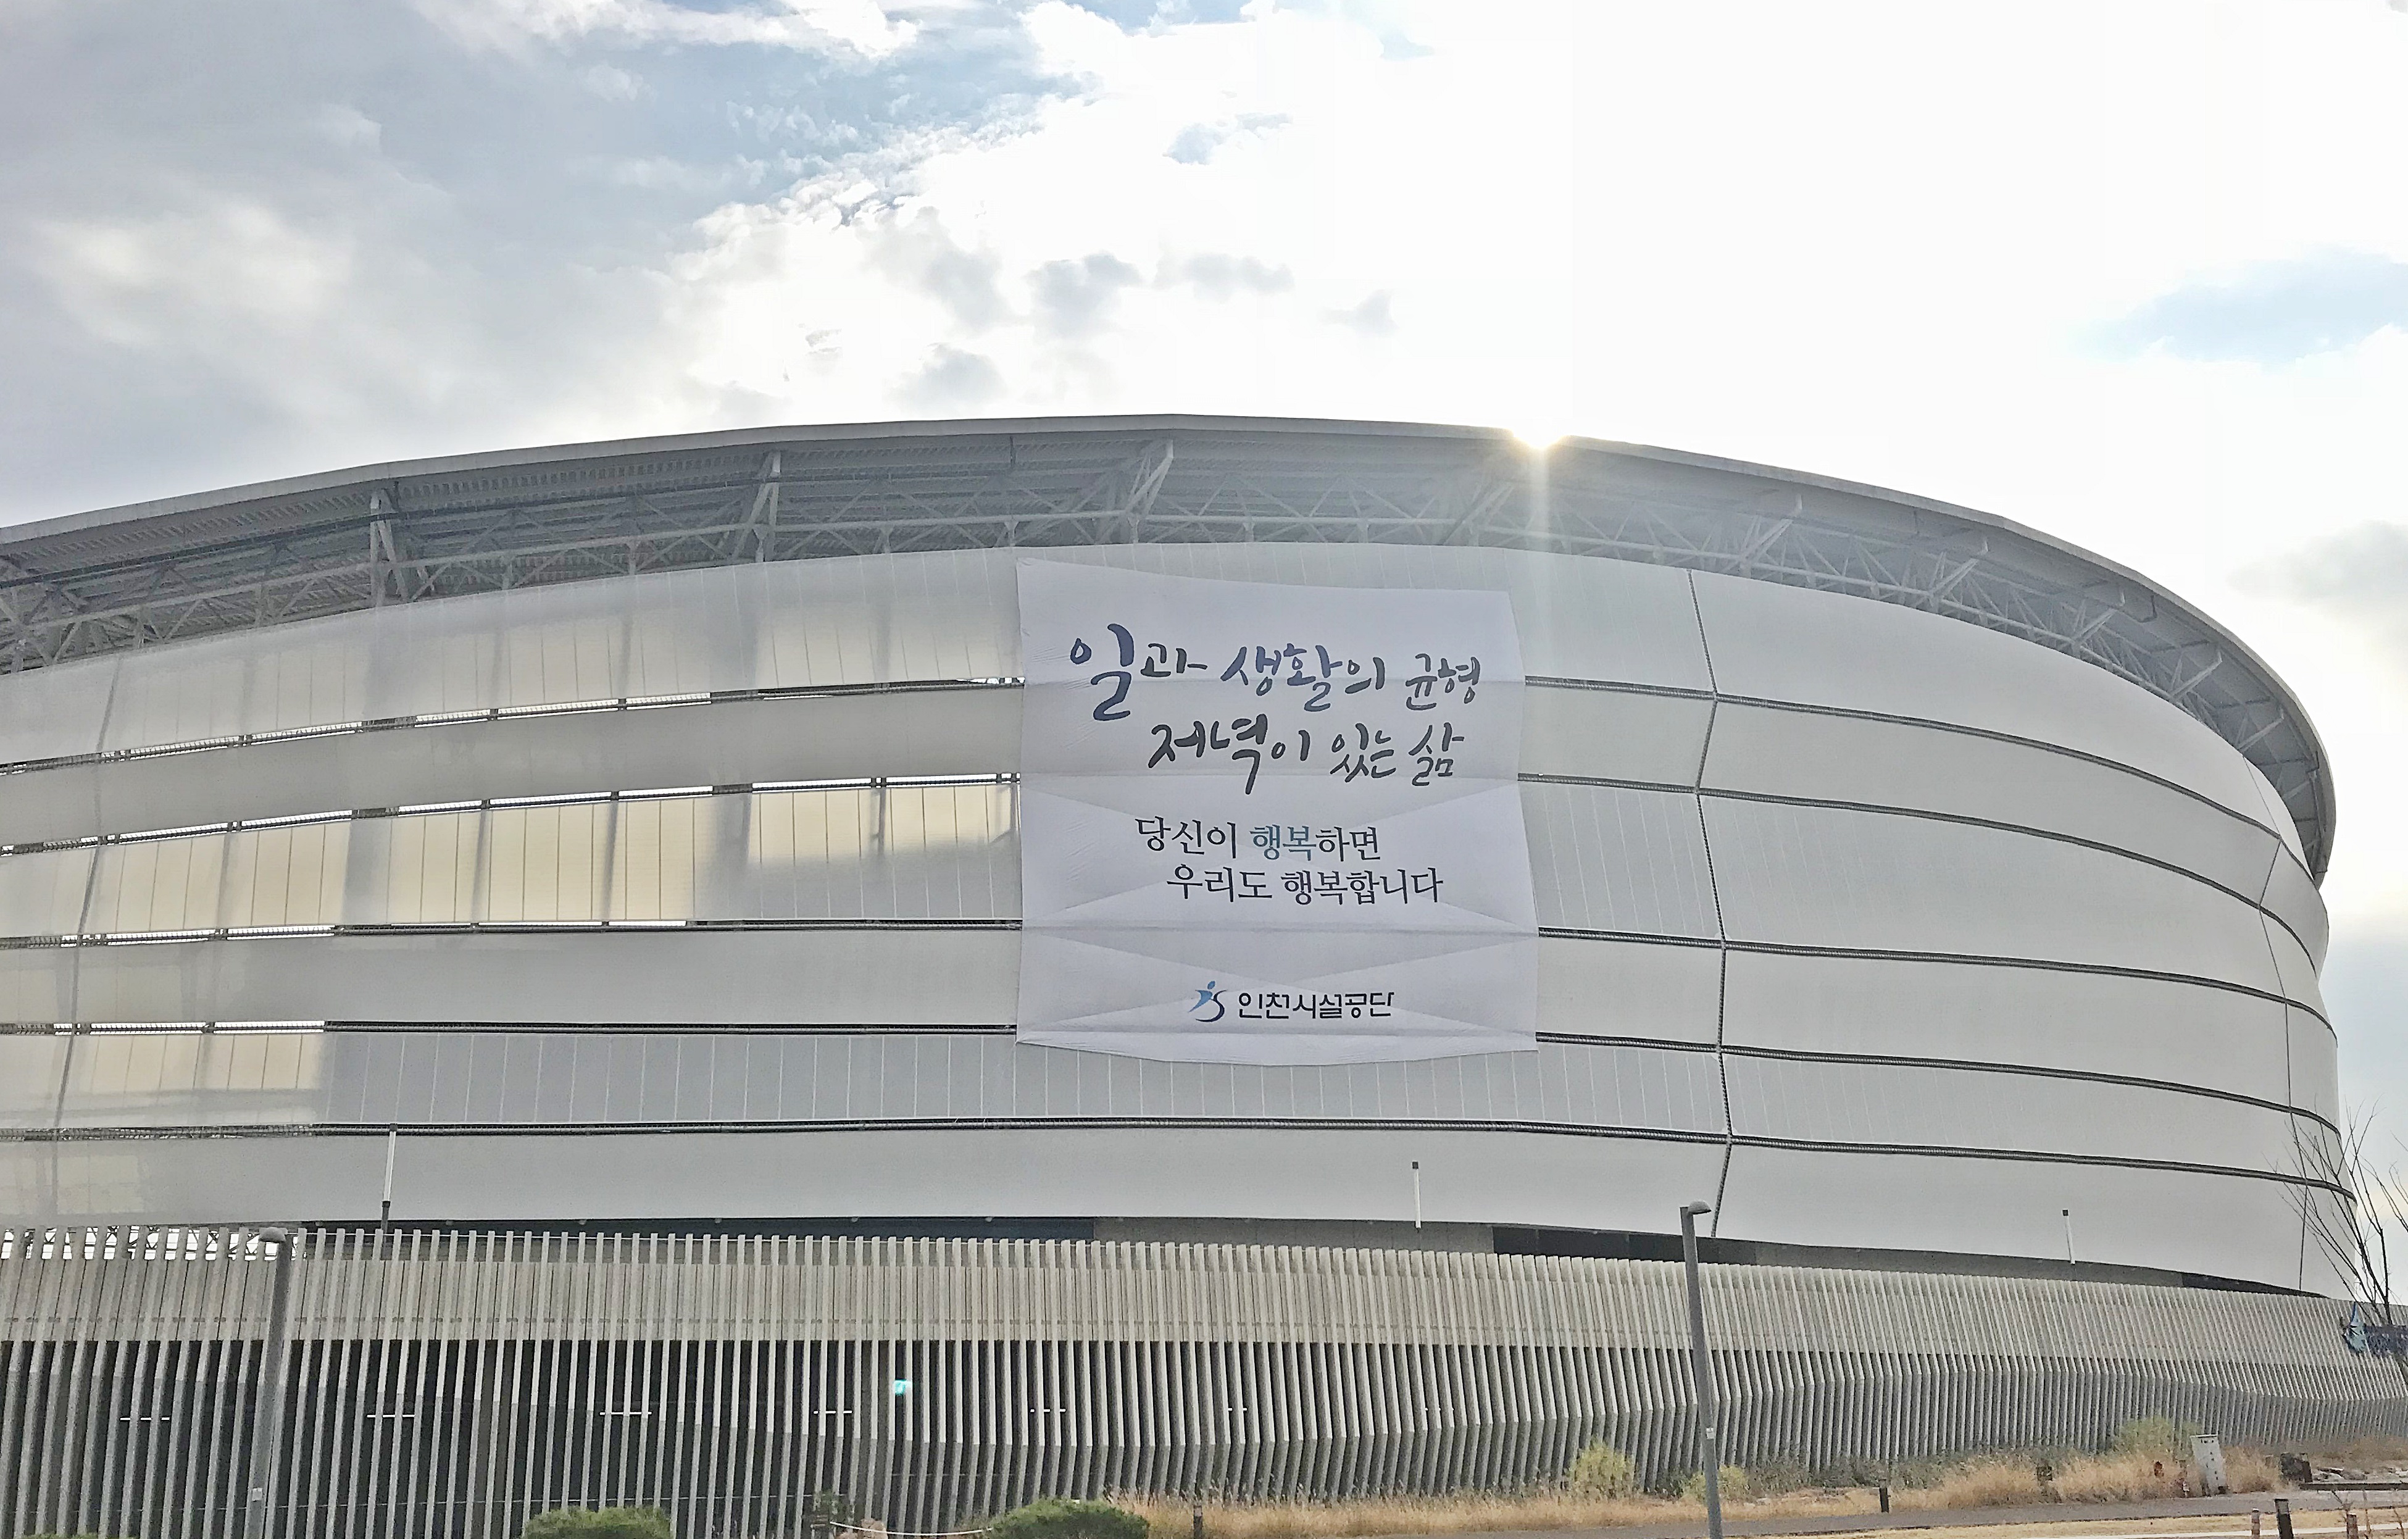 일과 생활의 균형
저녁이 있는 삶
당신이 행복하면
우리도 행복합니다
인천시설공단